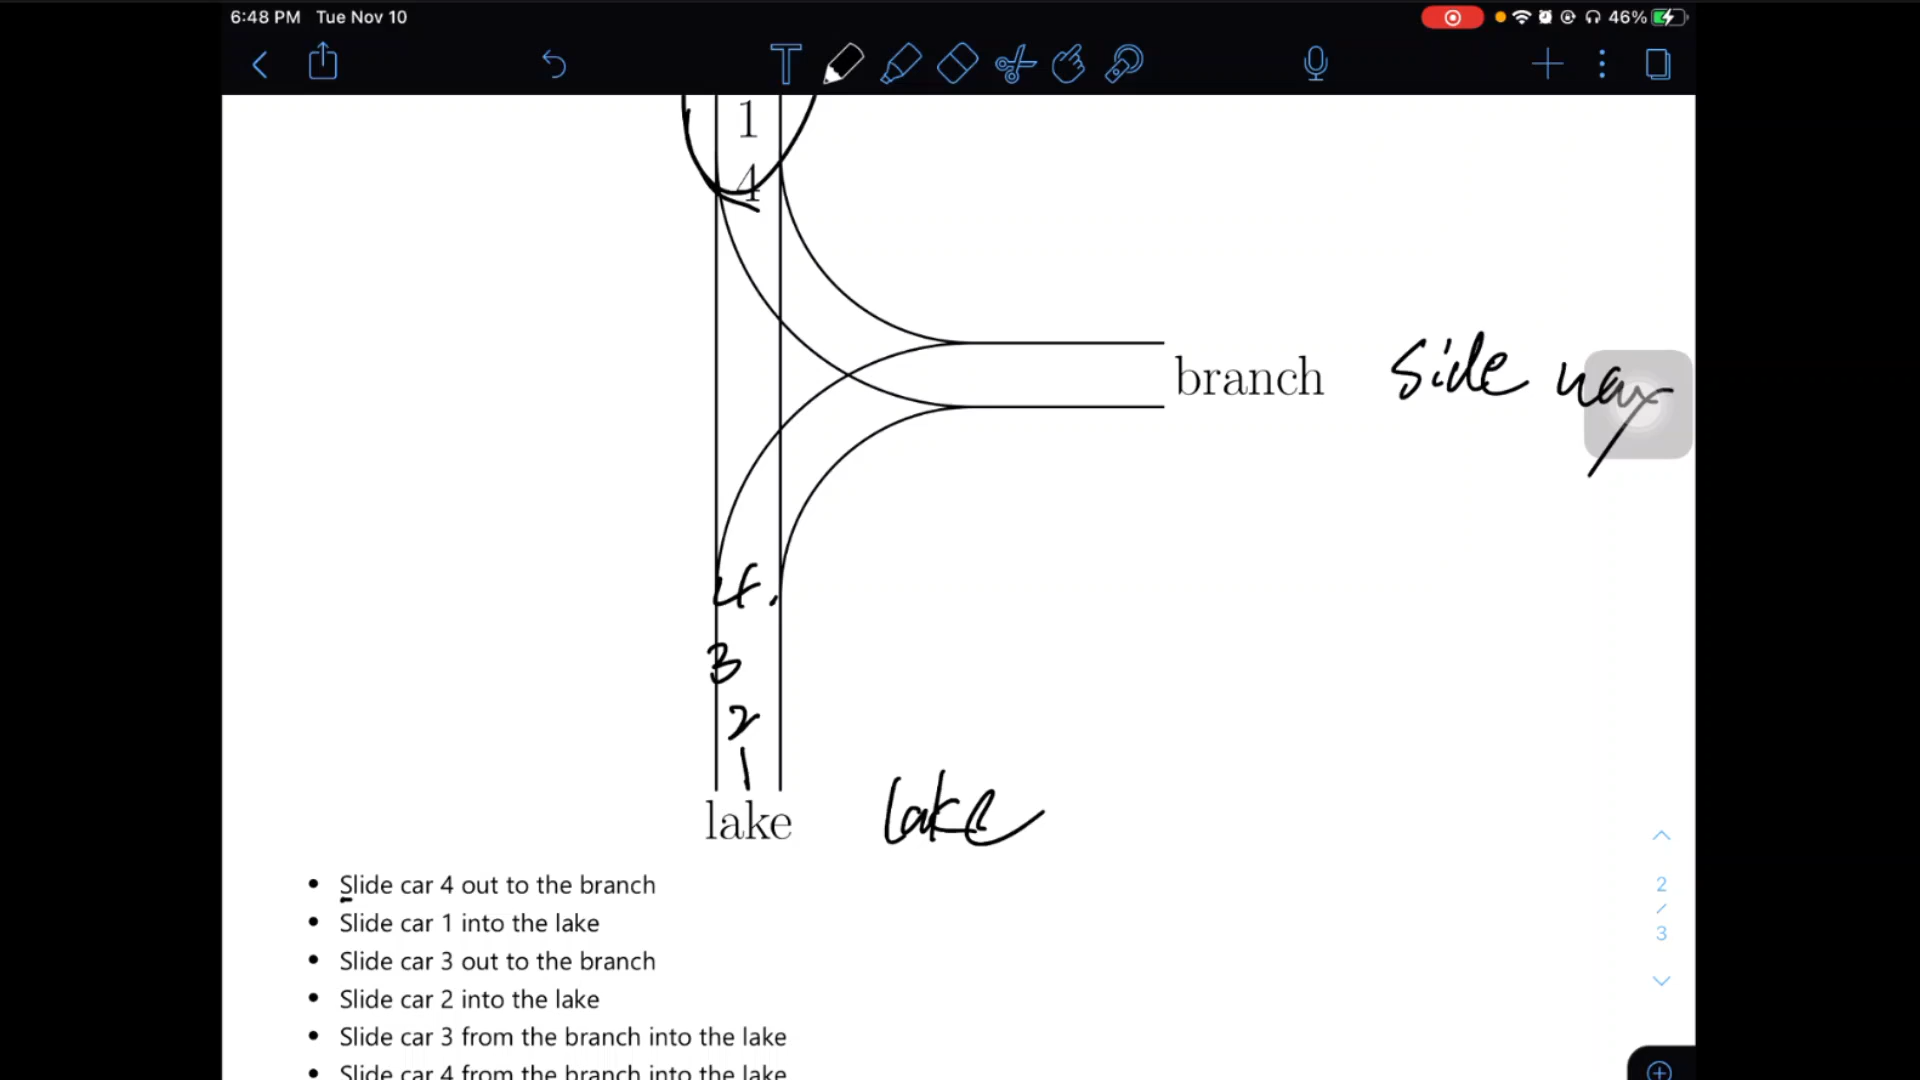 6:48 PM Tue Nov 10
46%
T
1
4
branch
side way
4.
3
2
1
lake
lake
• Slide car 4 out to the branch
• Slide car 1 into the lake
• Slide car 3 out to the branch
• Slide car 2 into the lake
• Slide car 3 from the branch into the lake
• Slide car 4 from the branch into the lake
2
/
3